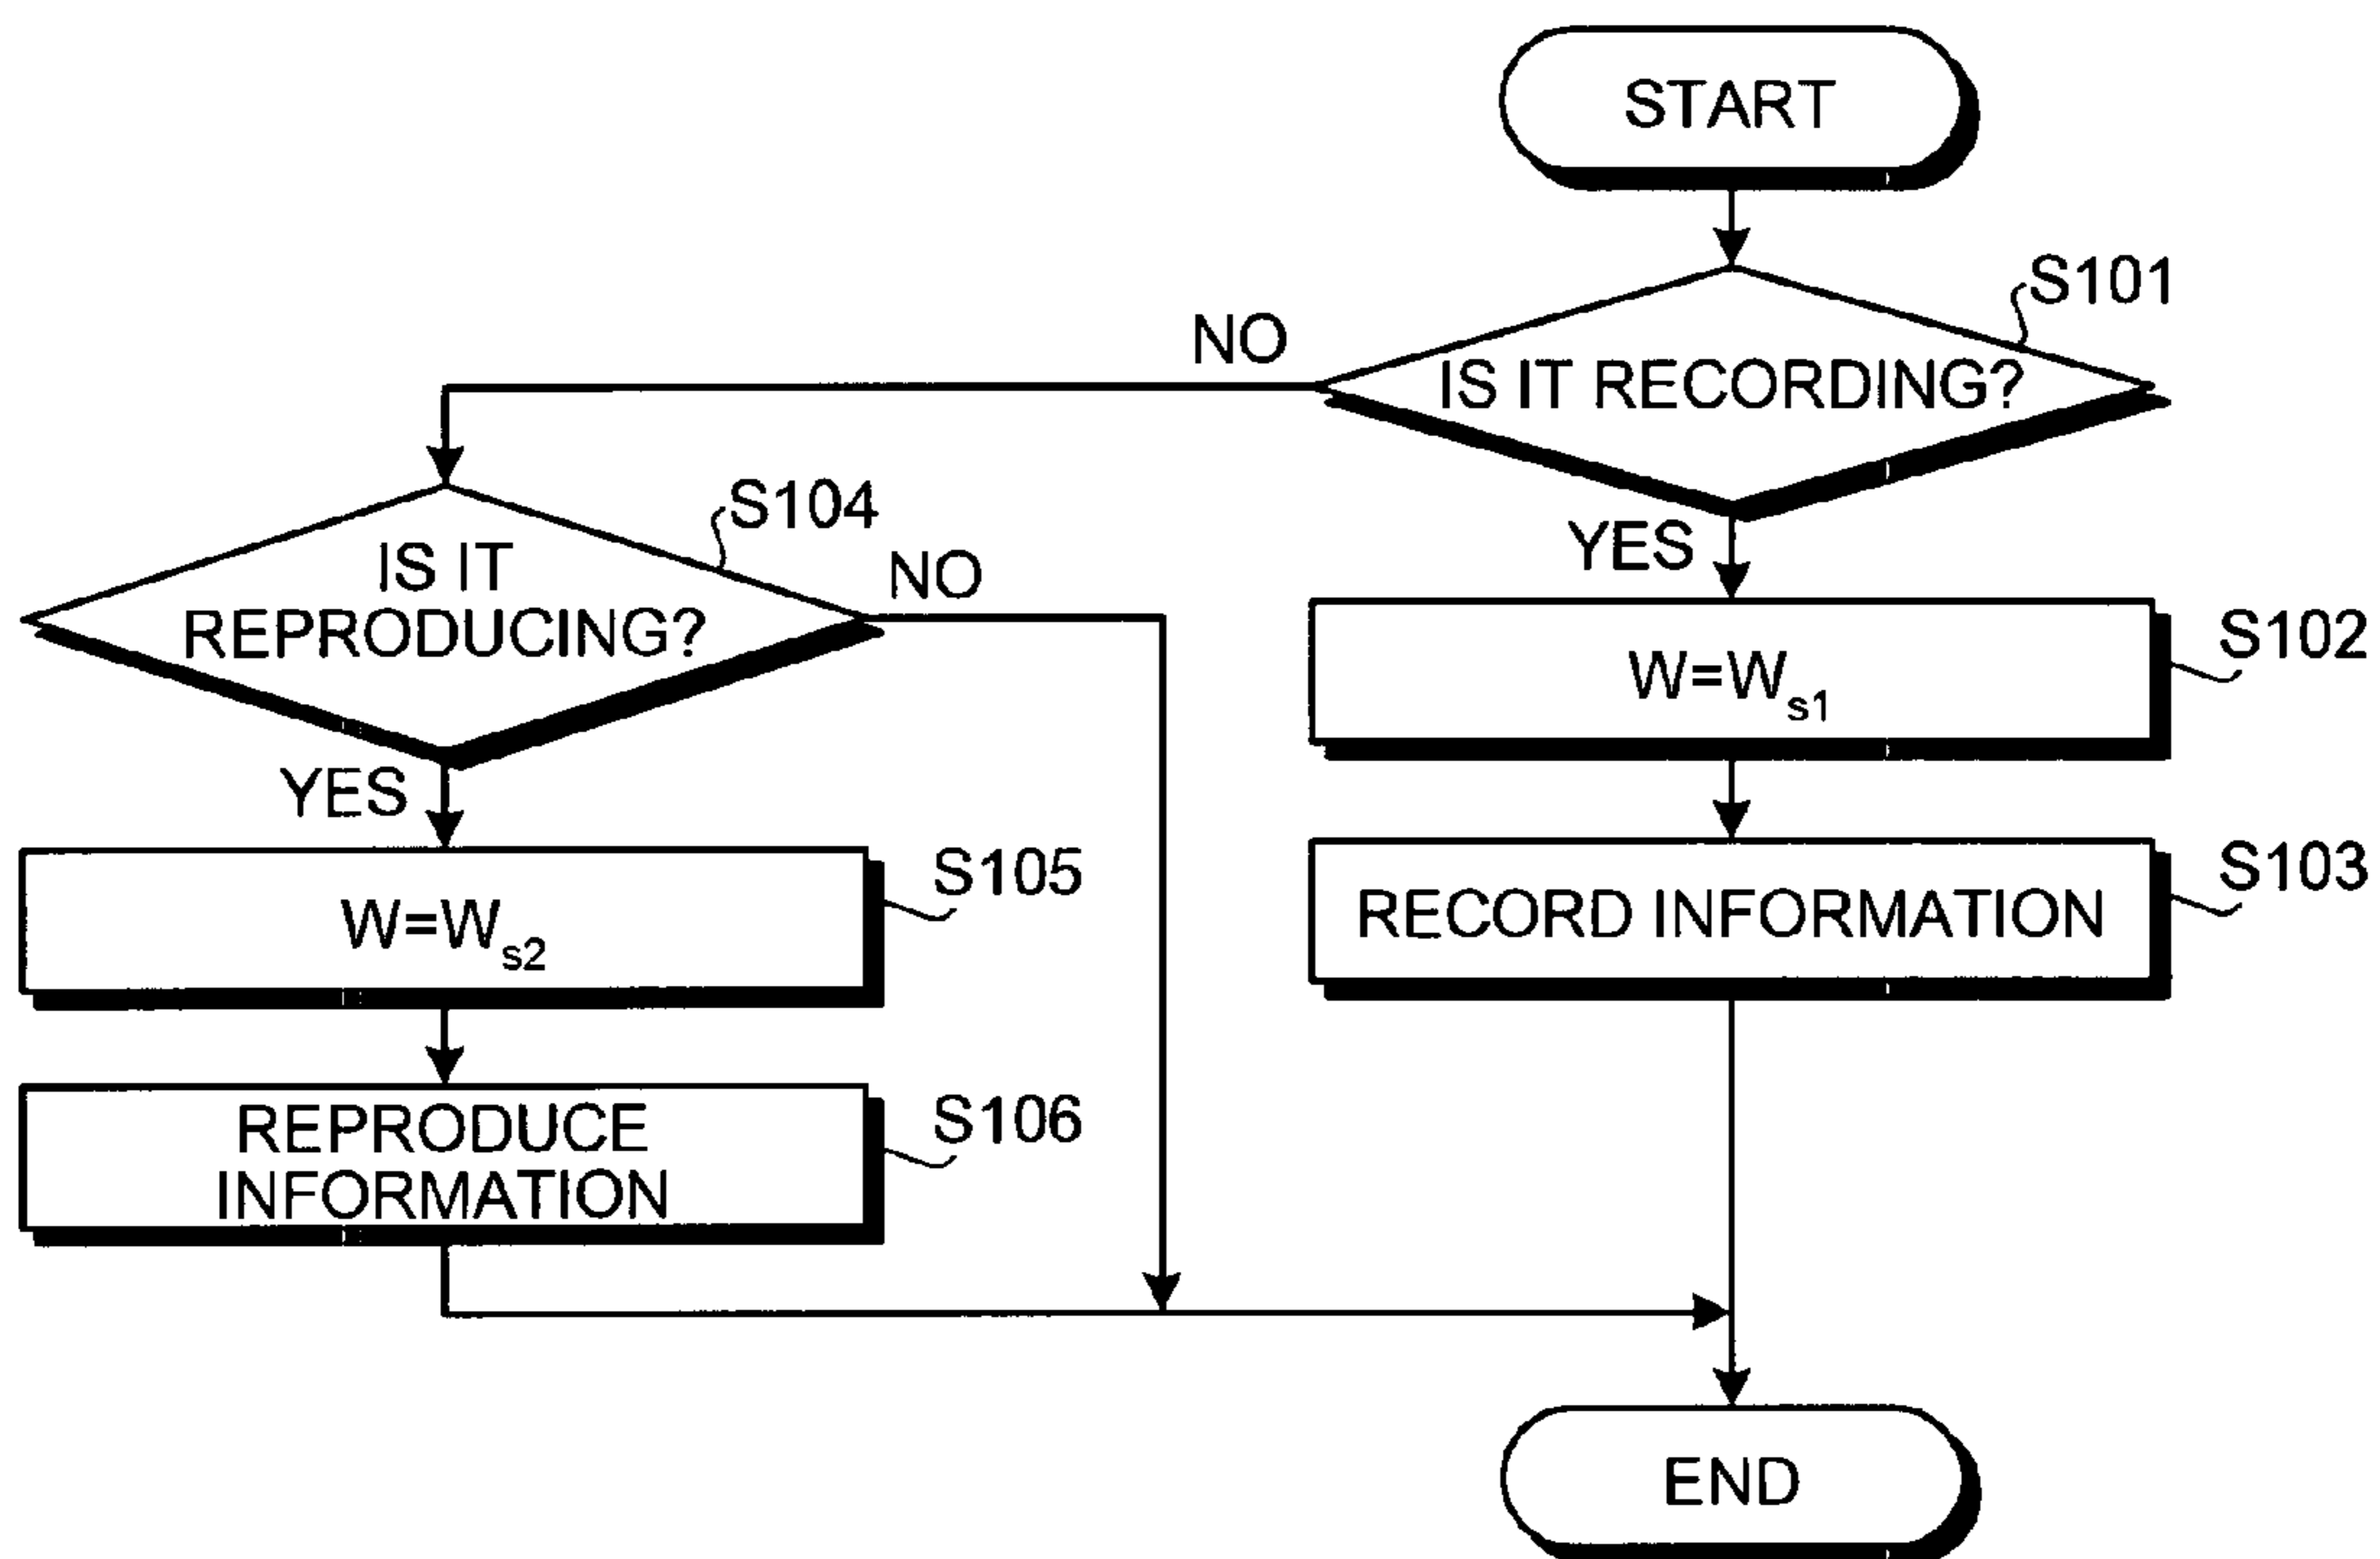 START
S101
NO
IS IT RECORDING?
S104
IS IT
REPRODUCING?
NO
YES
S102
W=Ws1
YES
S105
W=Ws2
S103
RECORD INFORMATION
S106
REPRODUCE
INFORMATION
END